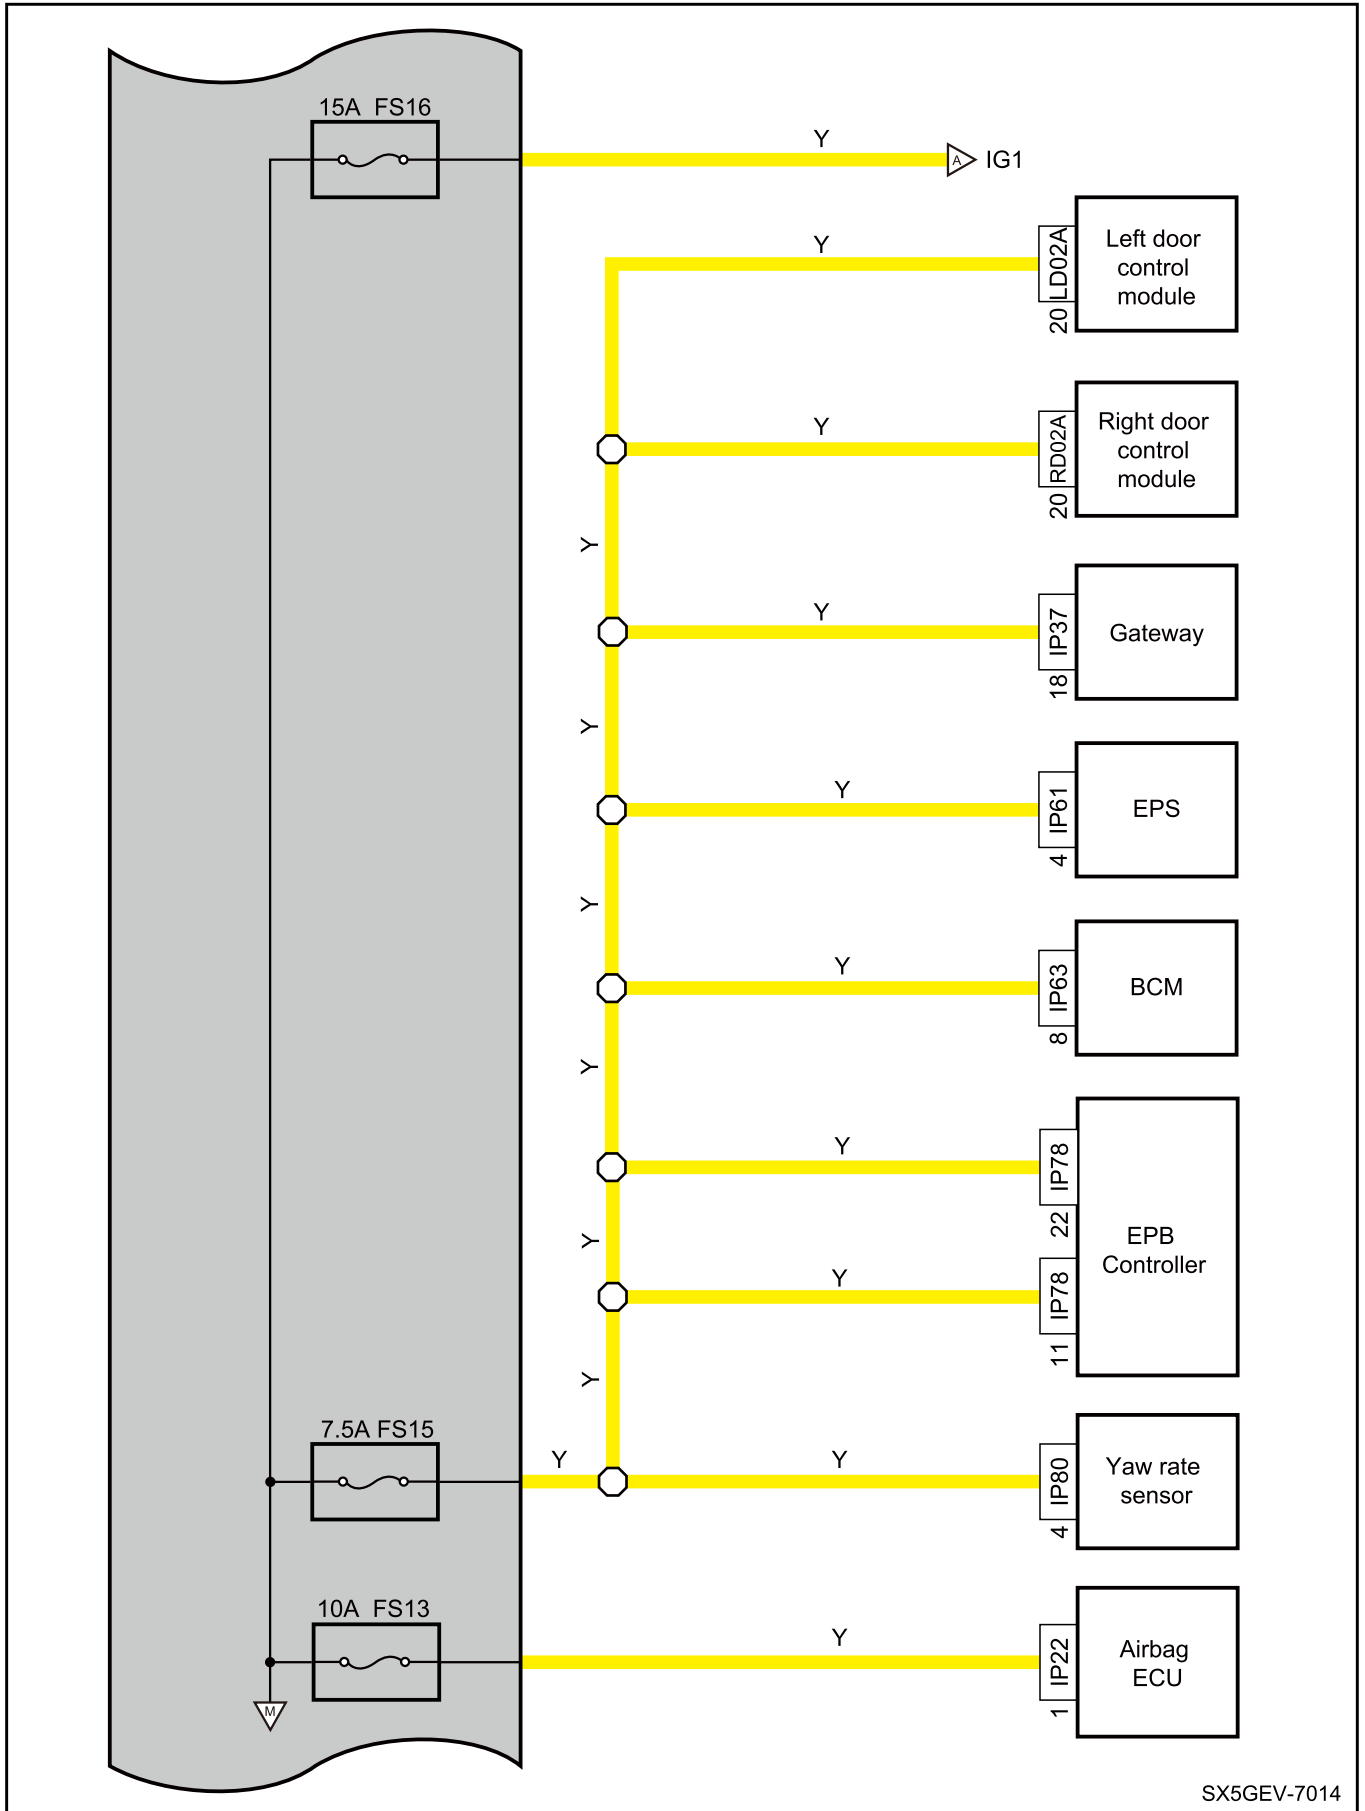 15A FS16
Y
A
IG1
Y
LD02A
20
Left door
control
module
Y
RD02A
20
Right door
control
module
Y
Y
IP37
18
Gateway
Y
Y
IP61
4
EPS
Y
Y
IP63
8
BCM
Y
Y
IP78
22
EPB
Controller
Y
Y
IP78
11
Y
7.5A FS15
Y
Y
IP80
4
Yaw rate
sensor
10A FS13
Y
IP22
1
Airbag
ECU
M
SX5GEV-7014